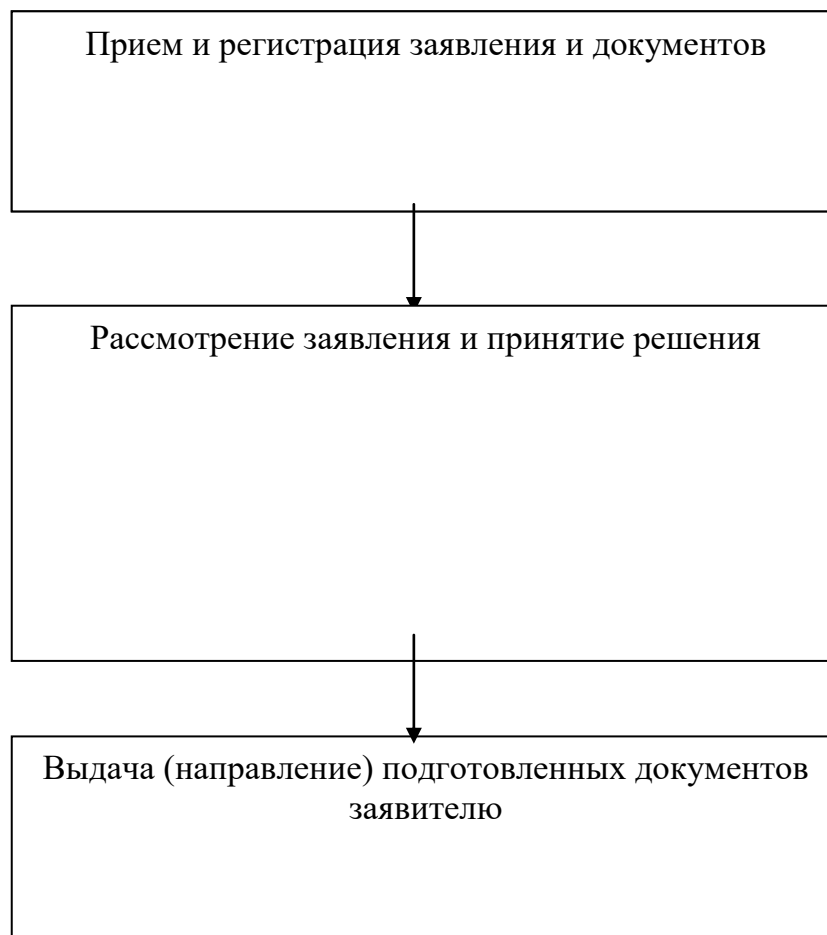 Прием и регистрация заявления и документов
Рассмотрение заявления и принятие решения
Выдача (направление) подготовленных документов
заявителю